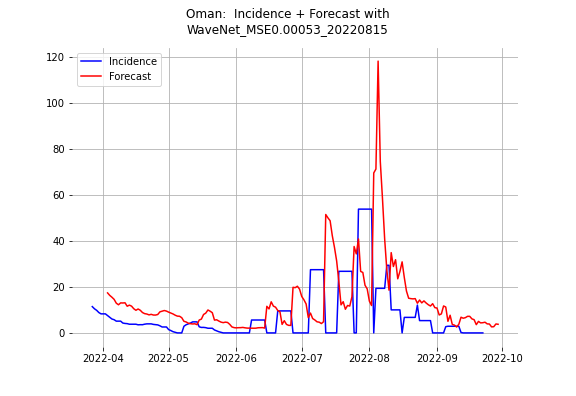 Oman:  Incidence + Forecast with
WaveNet_MSE0.00053_20220815
Incidence
Forecast
120
100
80
60
40
20
0
2022-04 2022-05 2022-06 2022-07 2022-08 2022-09 2022-10